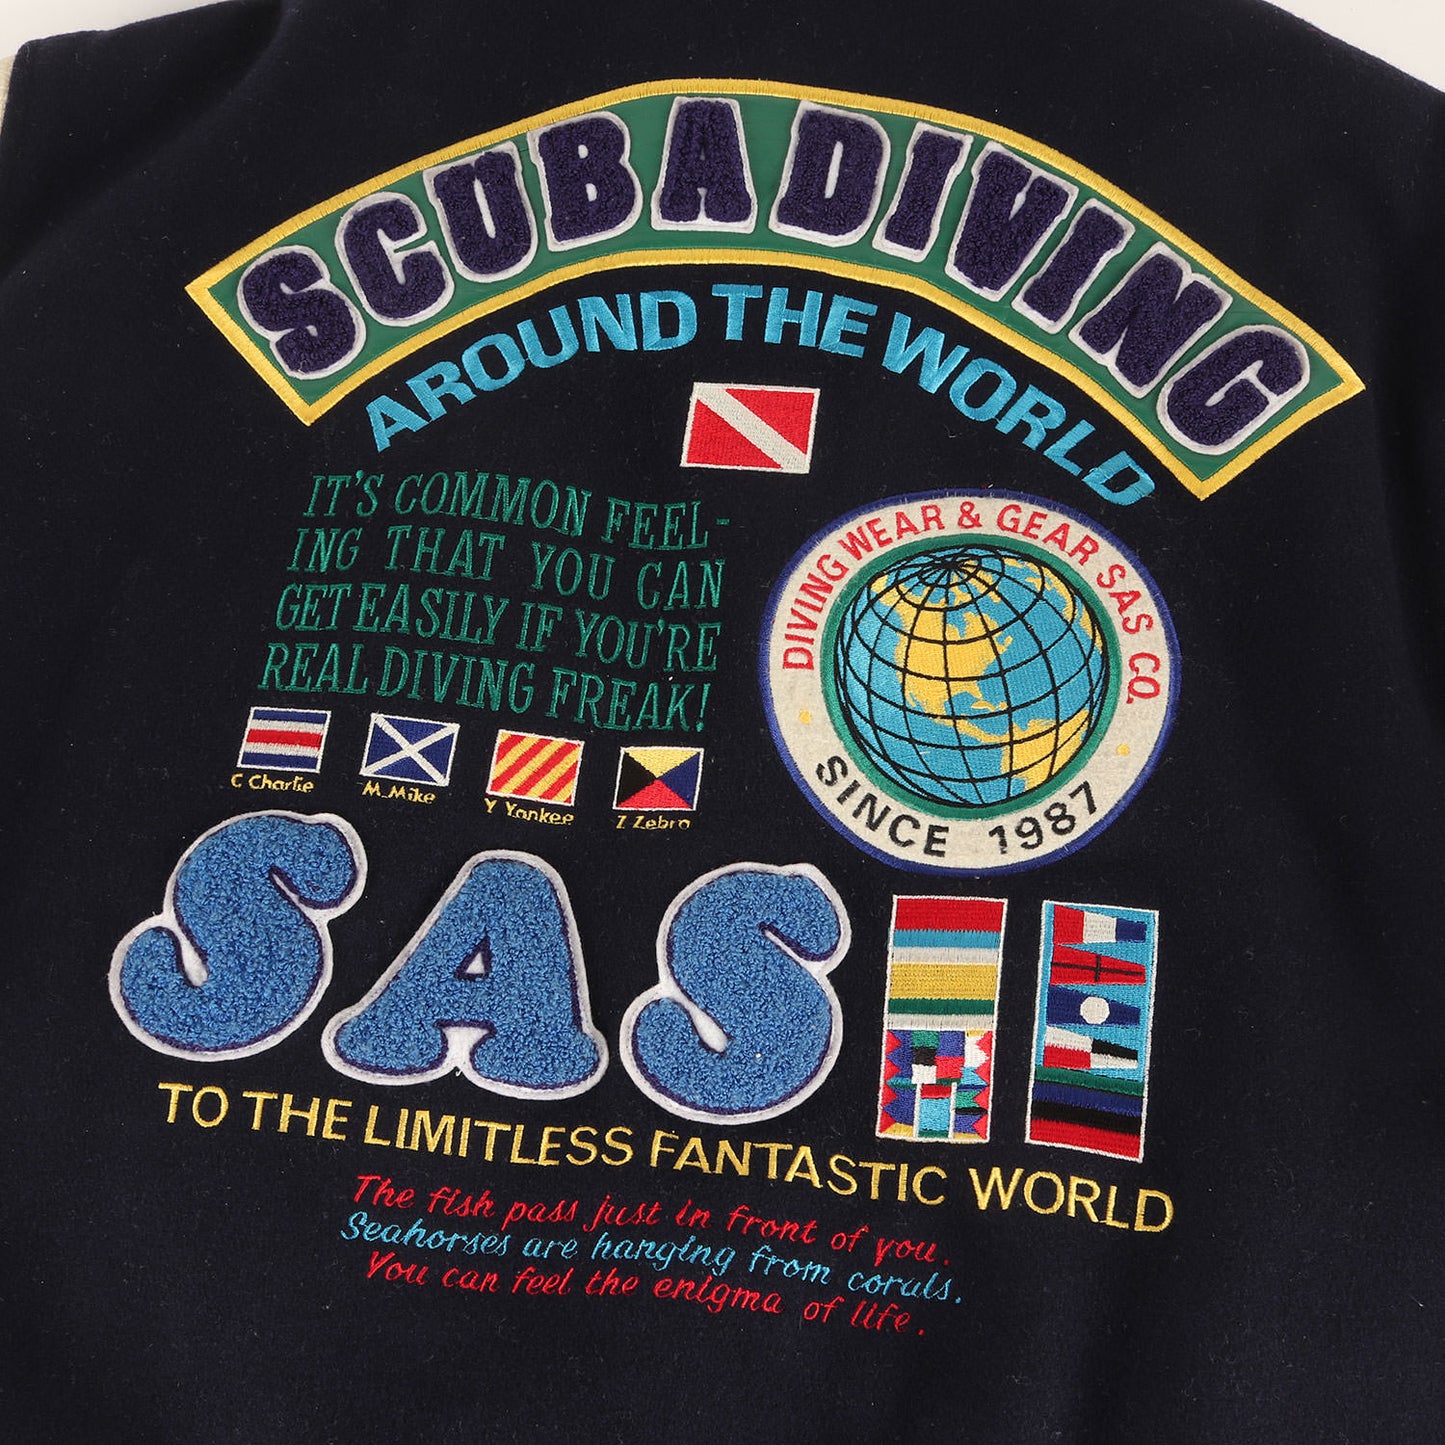 SCUBADIVING
AROUND THE WORLD
IT'S COMMON FEEL-
ING THAT YOU CAN
GET EASILY IF YOU'RE
REAL DIVING FREAK!
DIVING WEAR & GEAR SAS CO.
SINCE 1987
C Charlie
M Mike
Y Yankee
Z Zebra
SAS
TO THE LIMITLESS FANTASTIC WORLD
The fish pass just in front of you.
Seahorses are hanging from corals.
You can feel the enigma of life.